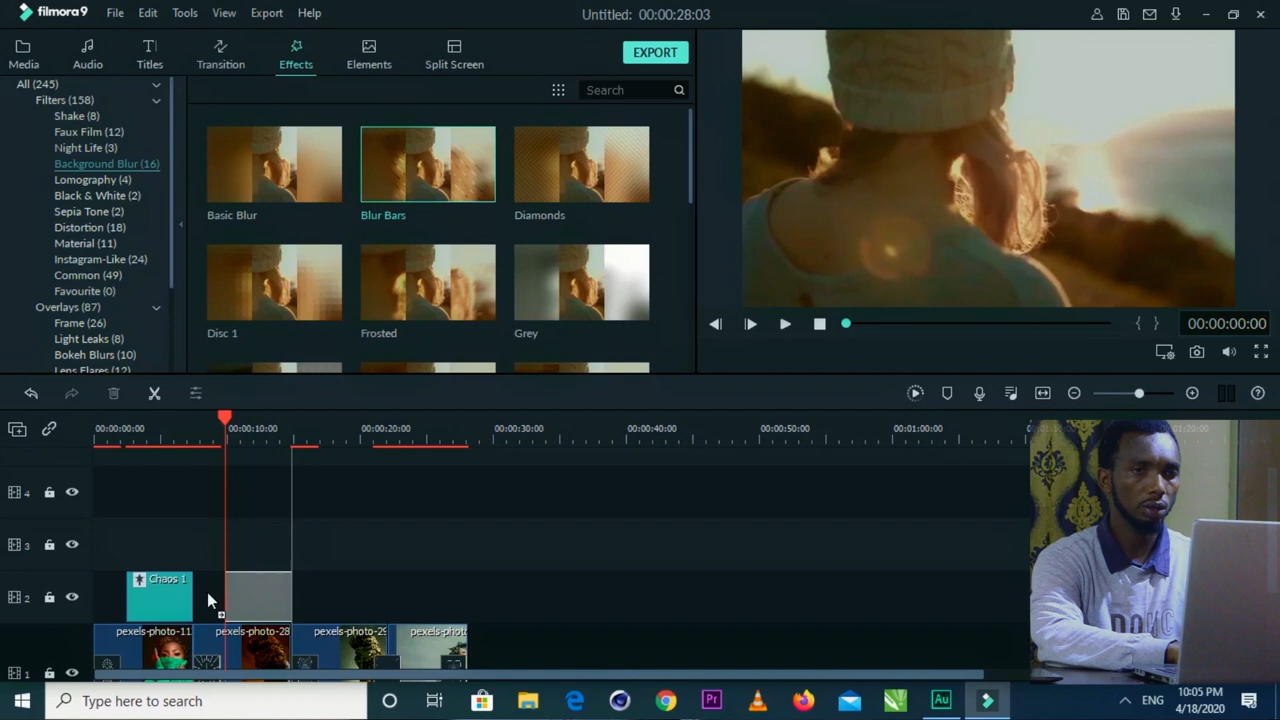 filmora9
File Edit Tools View Export Help
Untitled: 00:00:28:03
Media Audio Titles Transition Effects Elements Split Screen
EXPORT
All (245)
Filters (158)
Shake (8)
Faux Film (12)
Night Life (3)
Background Blur (16)
Lomography (4)
Black & White (2)
Sepia Tone (2)
Distortion (18)
Material (11)
Instagram-Like (24)
Common (49)
Favourite (0)
Overlays (87)
Frame (26)
Light Leaks (8)
Bokeh Blurs (10)
Lens Flares (12)
Search
Basic Blur Blur Bars Diamonds
Disc 1 Frosted Grey
{ } 00:00:00:00
00:00:00:00 00:00:10:00 00:00:20:00 00:00:30:00 00:00:40:00 00:00:50:00 00:01:00:00
4
3
2 Chaos 1
pexels-photo-11 pexels-photo-28 pexels-photo-29 pexels-phot
1
Type here to search
Pr
Au
ENG
10:05 PM
4/18/2020